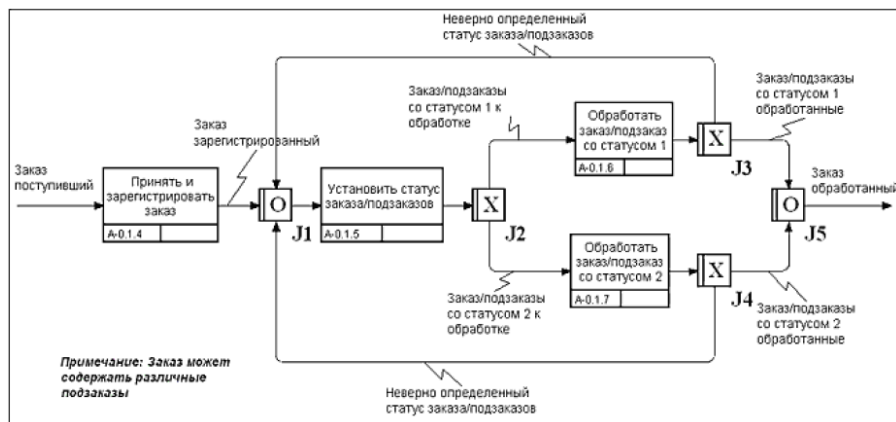 Неверно определенный
статус заказа/подзаказов
Заказ/подзаказы
со статусом 1
обработанные
Заказ/подзаказы
со статусом 1 к
обработке
Обработать
заказ/подзаказ
со статусом 1
А-0.1.6
X
J3
Заказ
зарегистрированный
Заказ
поступивший
Принять и
зарегистрировать
заказ
А-0.1.4
O
J1
Установить статус
заказа/подзаказов
А-0.1.5
X
J2
O
J5
Заказ
обработанный
Обработать
заказ/подзаказ
со статусом 2
А-0.1.7
X
J4
Заказ/подзаказы
со статусом 2 к
обработке
Заказ/подзаказы
со статусом 2
обработанные
Примечание: Заказ может
содержать различные
подзаказы
Неверно определенный
статус заказа/подзаказов